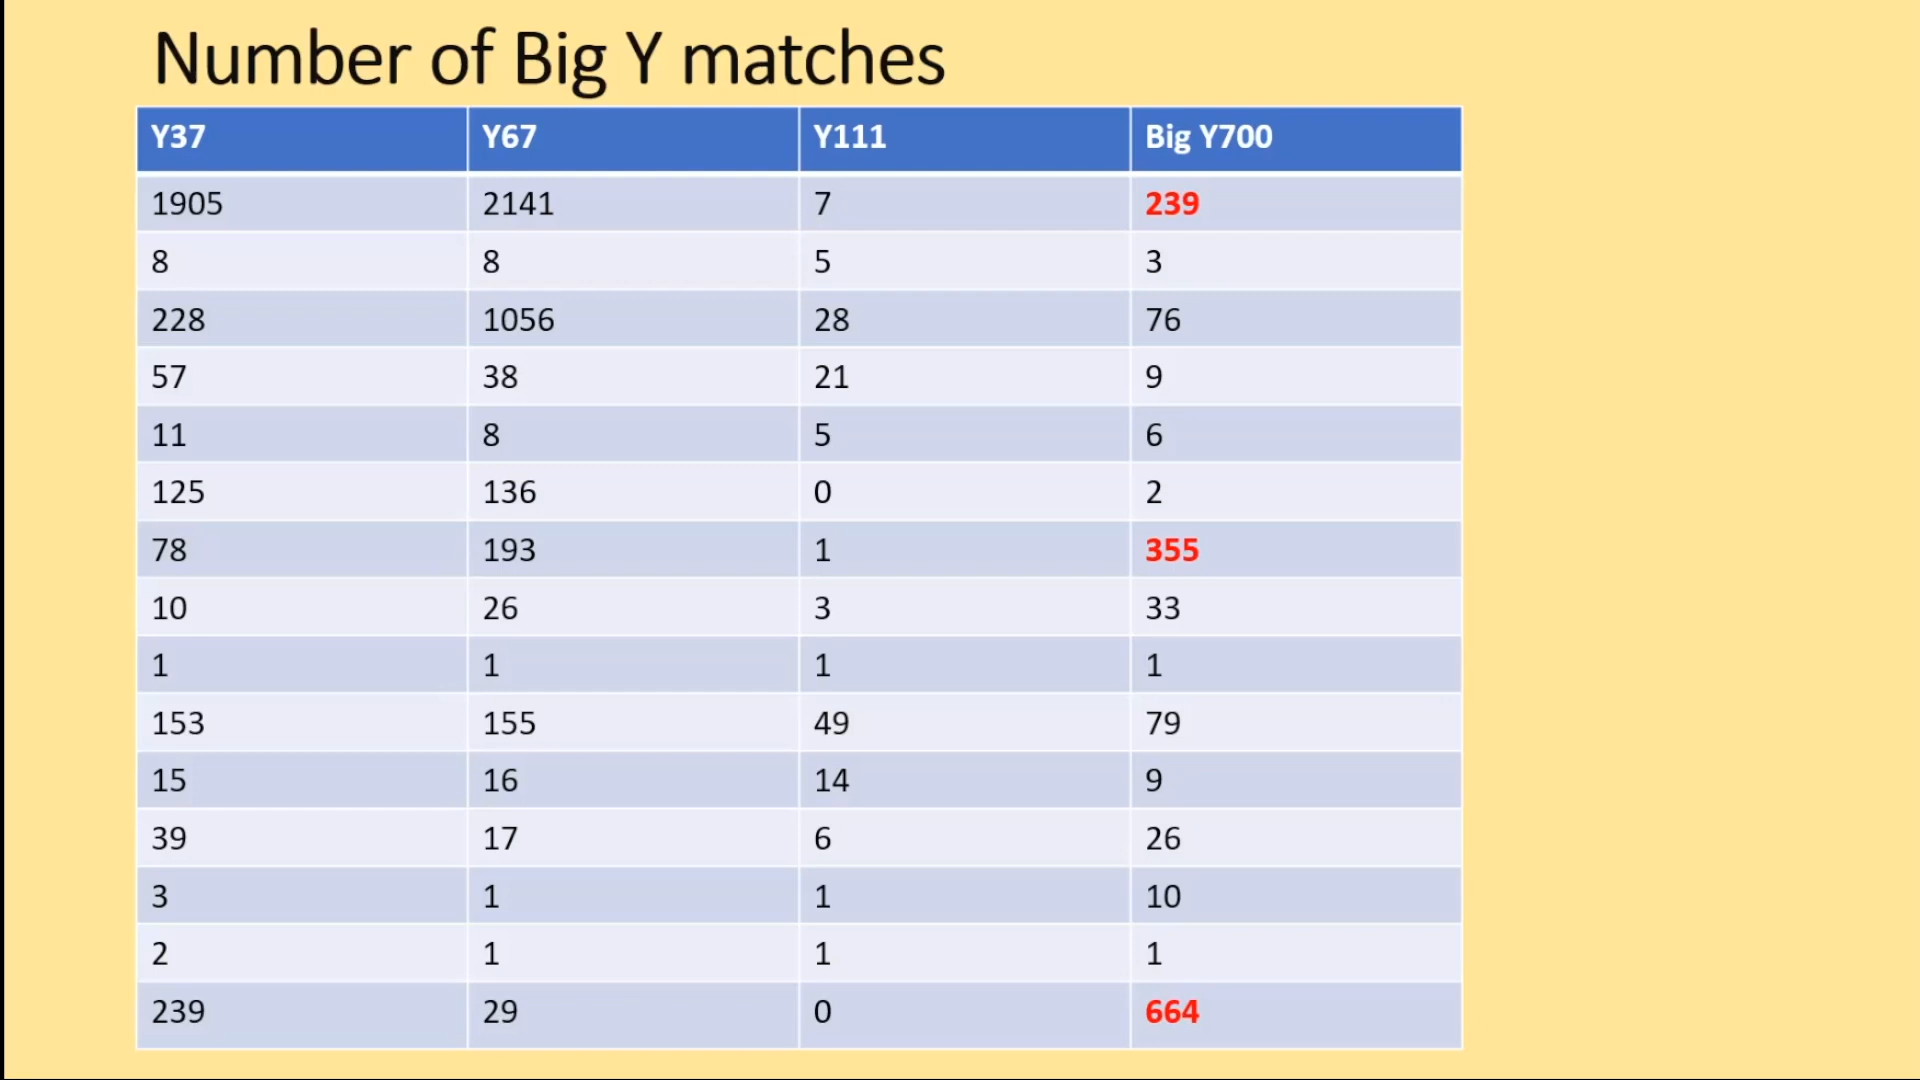 Number of Big Y matches
Y37 Y67 Y111 Big Y700
1905 2141 7 239
8 8 5 3
228 1056 28 76
57 38 21 9
11 8 5 6
125 136 0 2
78 193 1 355
10 26 3 33
1 1 1 1
153 155 49 79
15 16 14 9
39 17 6 26
3 1 1 10
2 1 1 1
239 29 0 664